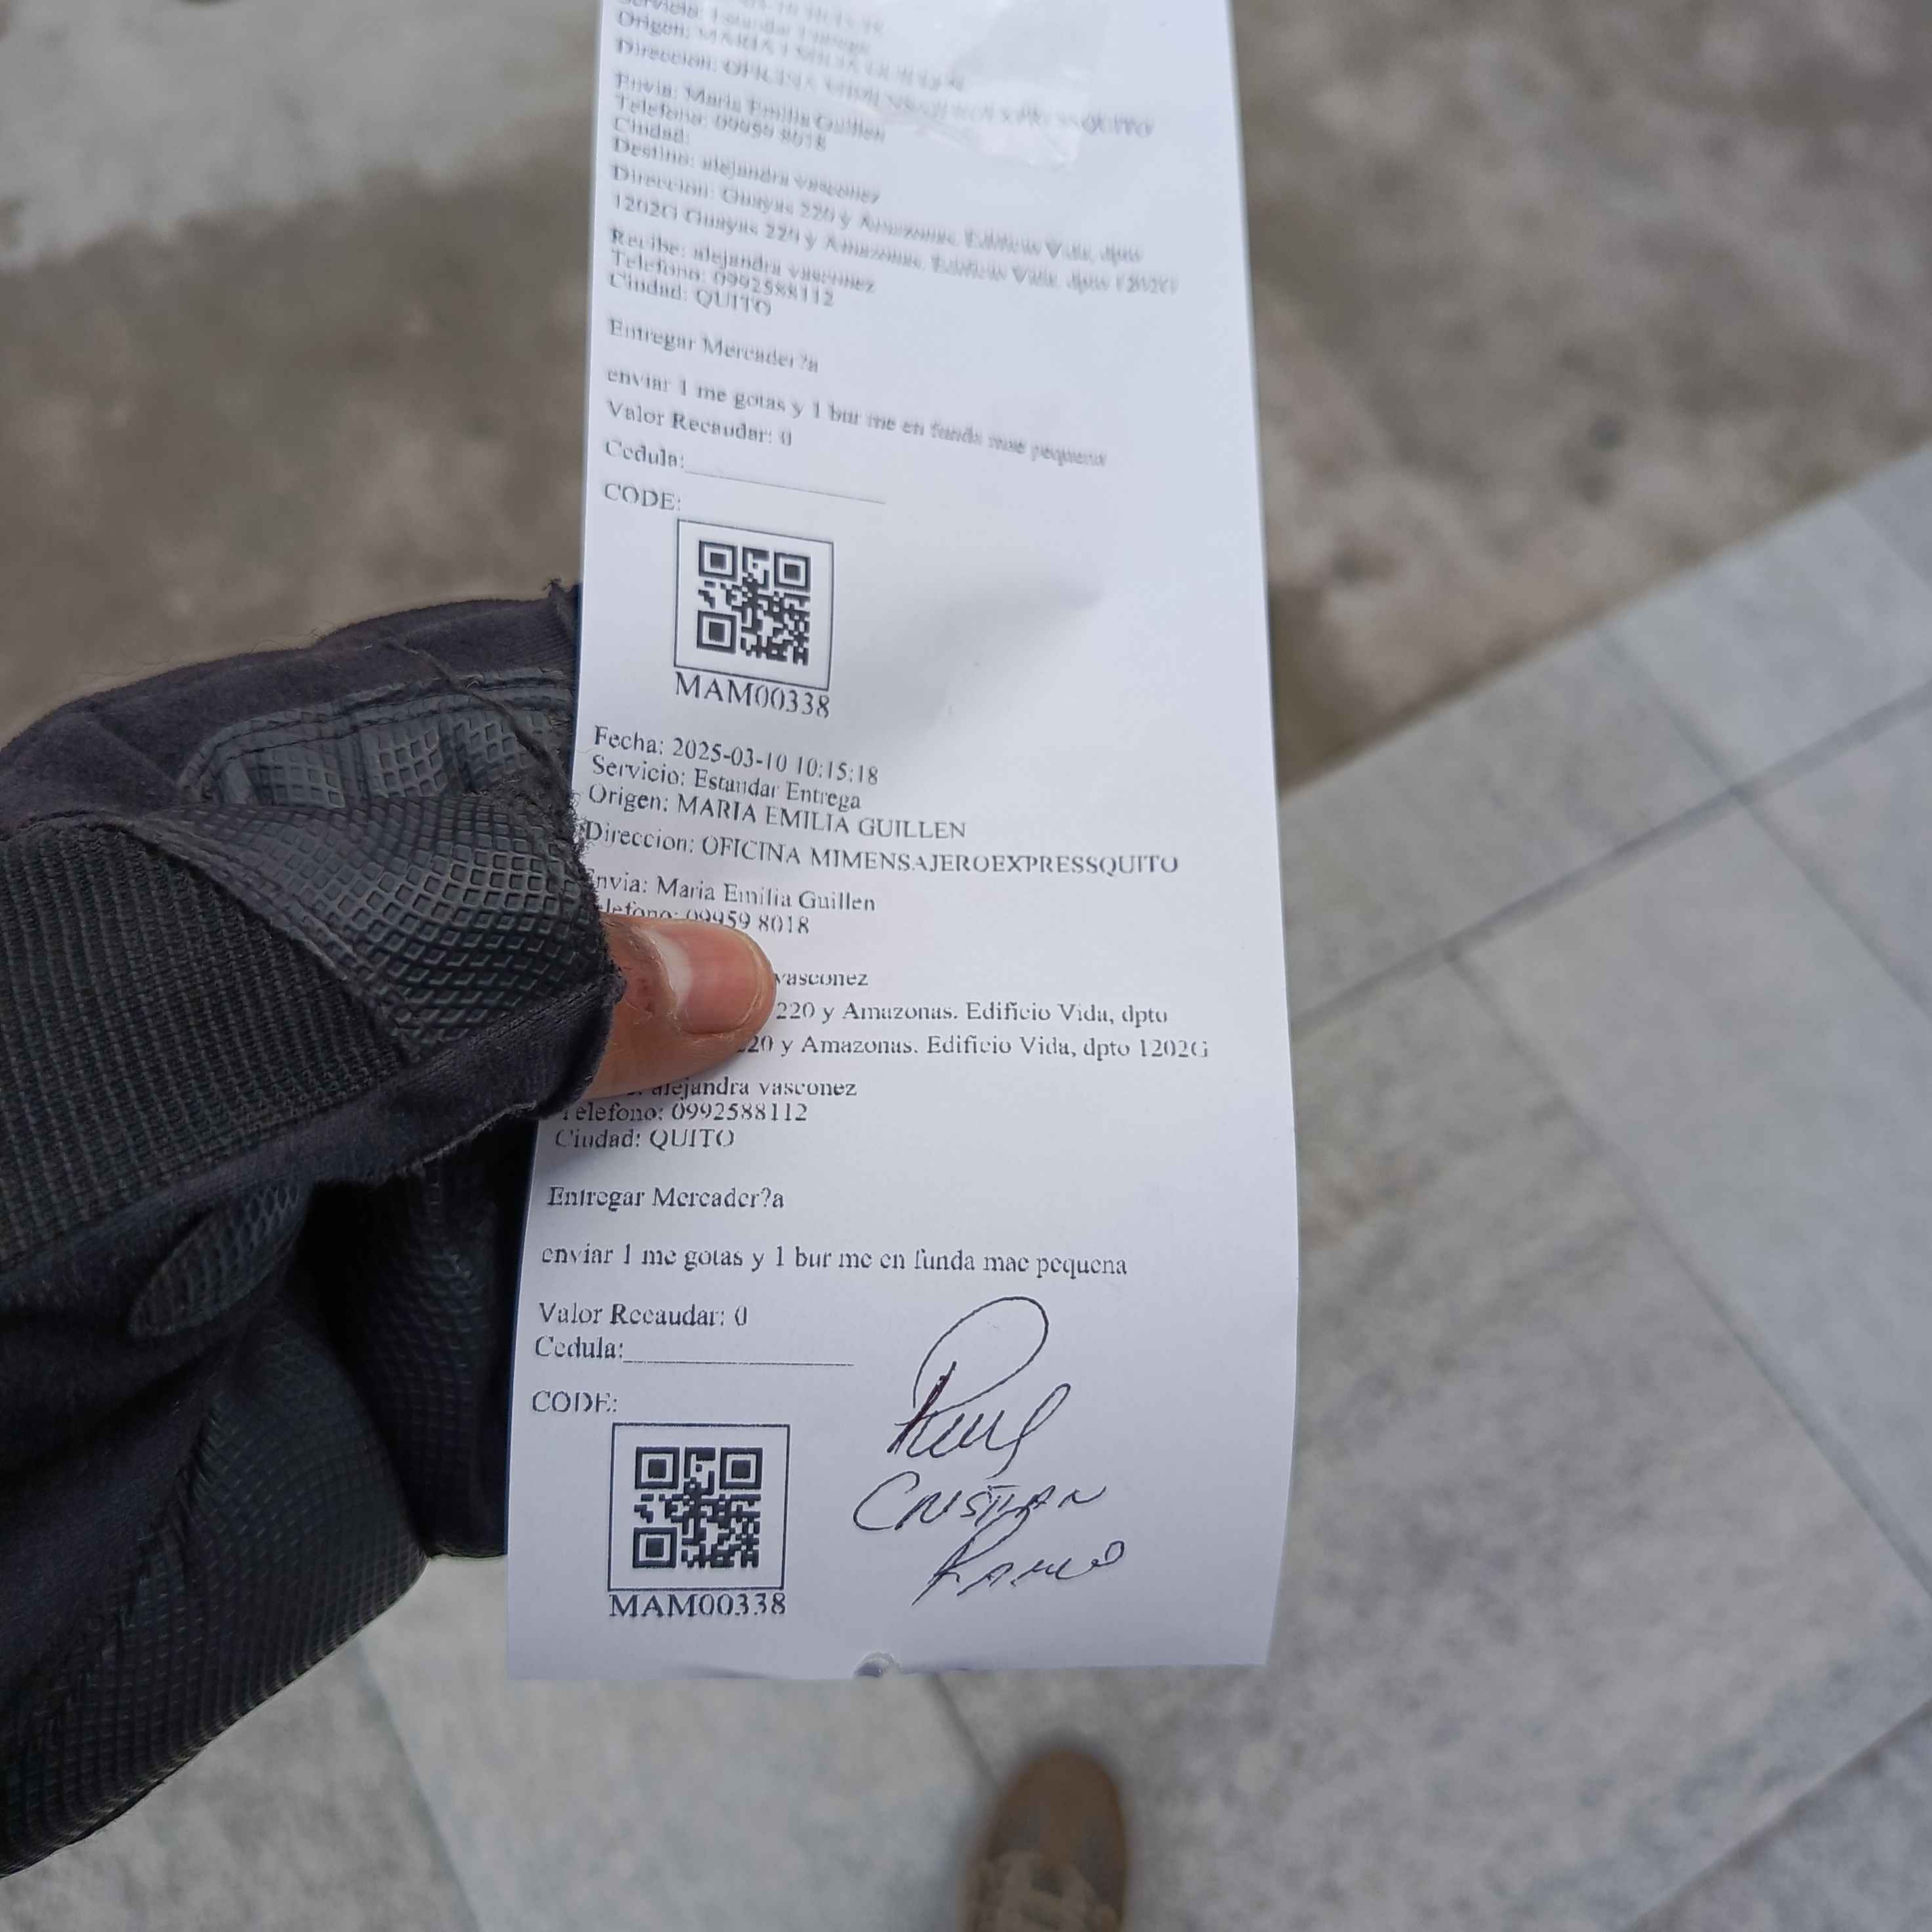 Servicio: Estandar Entrega
Origen: MARIA EMILIA GUILLEN
Direccion: OFICINA MIMENSAJEROEXPRESSQUITO
Envia: Maria Emilia Guillen
Telefono: 09959 8018
Ciudad:
Destino: alejandra vasconez
Direccion: Guayas 220 y Amazonas. Edificio Vida, dpto
1202G Guayas 220 y Amazonas. Edificio Vida, dpto 1202G
Recibe: alejandra vasconez
Telefono: 0992588112
Ciudad: QUITO
Entregar Mercader?a
enviar 1 me gotas y 1 bur me en funda mae pequena
Valor Recaudar: 0
Cedula:
CODE:
MAM00338
Fecha: 2025-03-10 10:15:18
Servicio: Estandar Entrega
Origen: MARIA EMILIA GUILLEN
Direccion: OFICINA MIMENSAJEROEXPRESSQUITO
nvia: Maria Emilia Guillen
lefono: 09959 8018
vasconez
220 y Amazonas. Edificio Vida, dpto
220 y Amazonas. Edificio Vida, dpto 1202G
alejandra vasconez
Telefono: 0992588112
Ciudad: QUITO
Entregar Mercader?a
enviar 1 me gotas y 1 bur me en funda mae pequena
Valor Recaudar: 0
Cedula:
CODE:
CRISTIAN
MAM00338